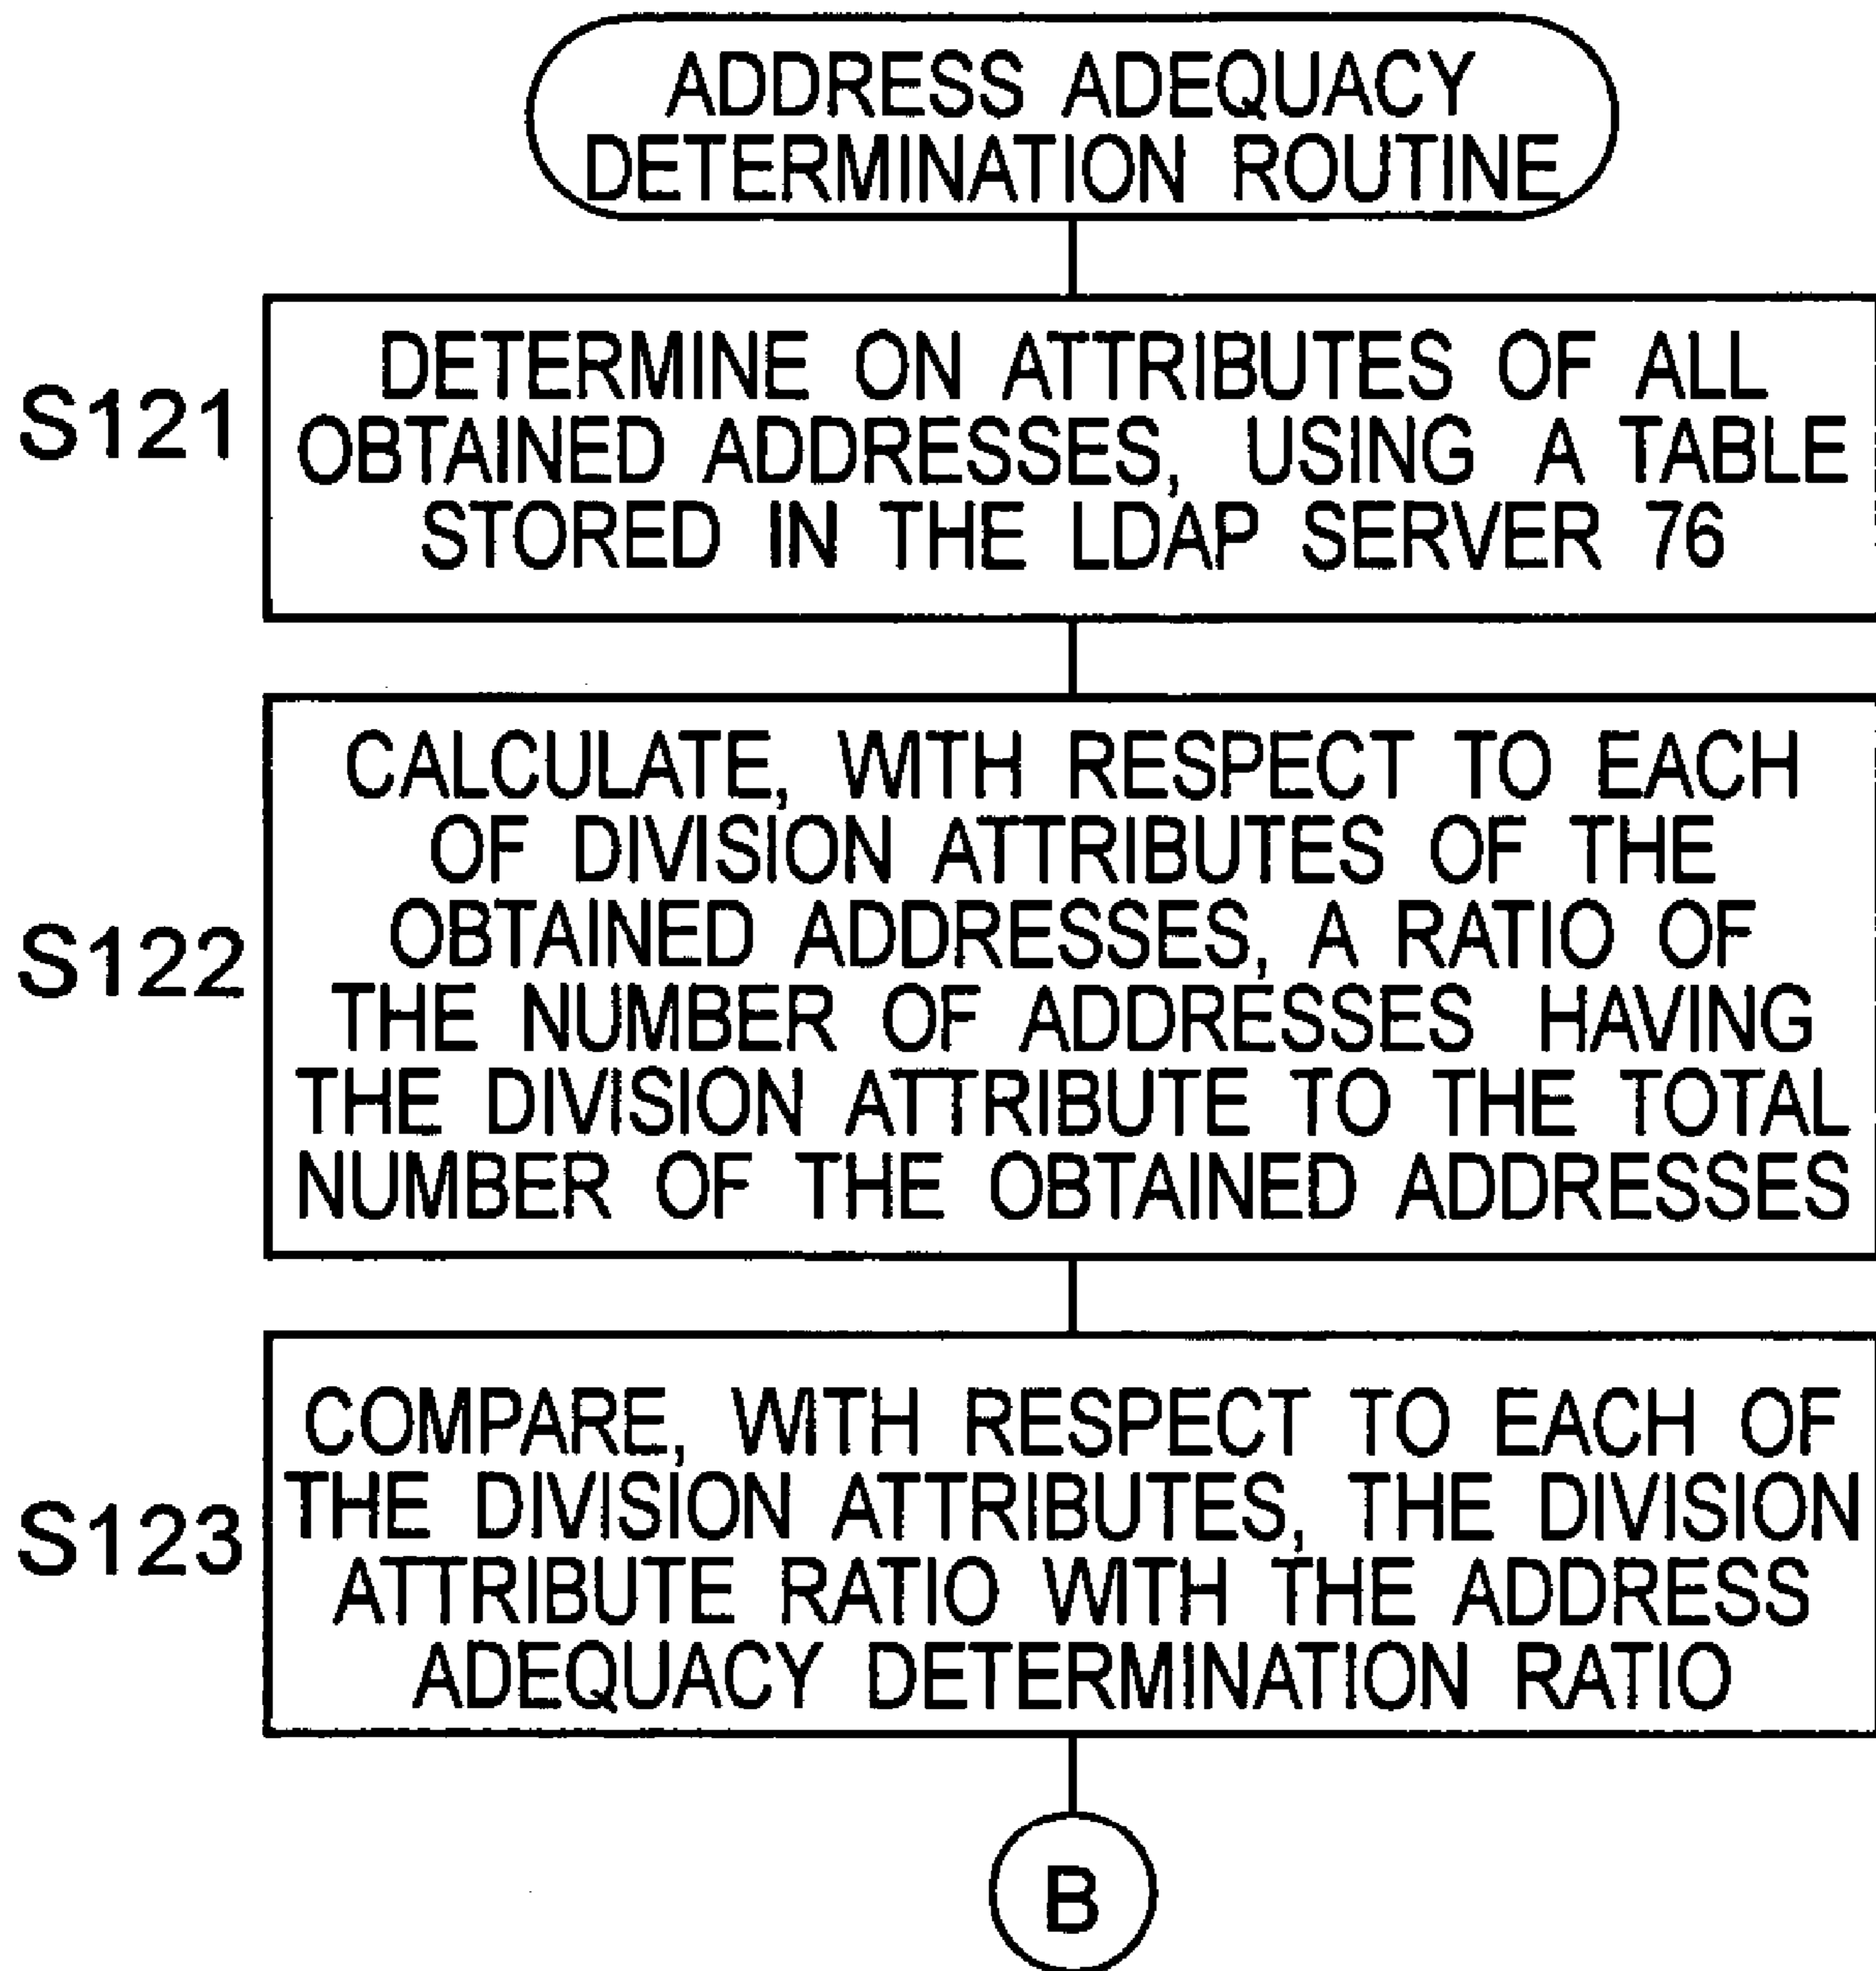 ADDRESS ADEQUACY
DETERMINATION ROUTINE
S121
DETERMINE ON ATTRIBUTES OF ALL
OBTAINED ADDRESSES, USING A TABLE
STORED IN THE LDAP SERVER 76
S122
CALCULATE, WITH RESPECT TO EACH
OF DIVISION ATTRIBUTES OF THE
OBTAINED ADDRESSES, A RATIO OF
THE NUMBER OF ADDRESSES HAVING
THE DIVISION ATTRIBUTE TO THE TOTAL
NUMBER OF THE OBTAINED ADDRESSES
S123
COMPARE, WITH RESPECT TO EACH OF
THE DIVISION ATTRIBUTES, THE DIVISION
ATTRIBUTE RATIO WITH THE ADDRESS
ADEQUACY DETERMINATION RATIO
B